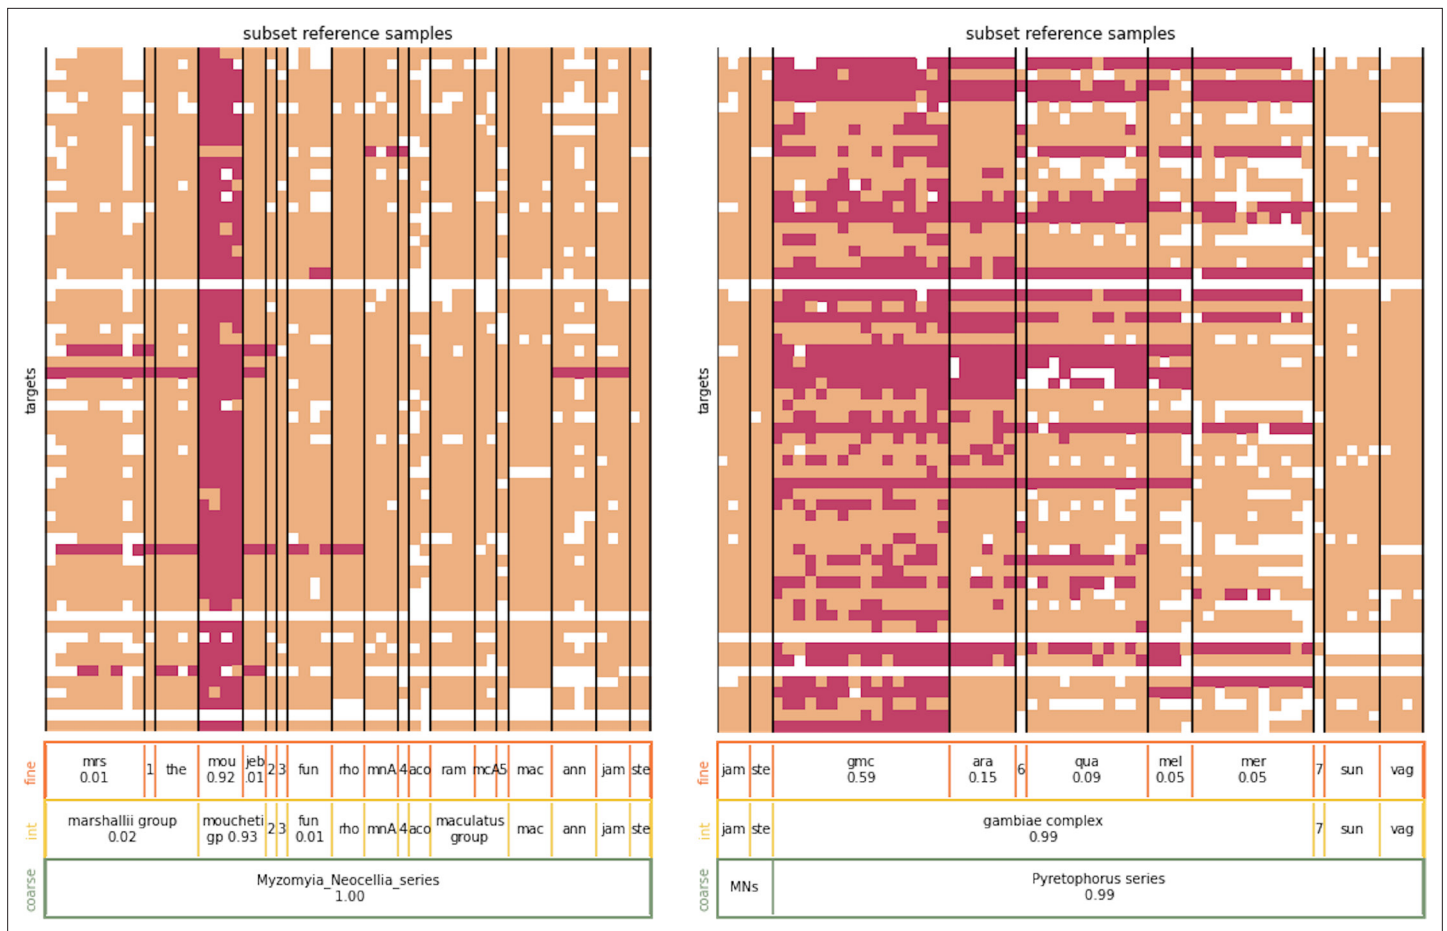 subset reference samples
targets
fine
mrs 1 the mou jeb 2 3 fun rho mnA 4 aco ram mcA 5 mac ann jam ste
0.01 0.92 .01
int
marshallii group moucheti 2 3 fun rho mnA 4 aco maculatus mac ann jam ste
0.02 gp 0.93 0.01 group
coarse
Myzomyia_Neocellia_series
1.00
subset reference samples
targets
fine
jam ste gmc ara 6 qua mel mer 7 sun vag
0.59 0.15 0.09 0.05 0.05
int
jam ste gambiae complex 7 sun vag
0.99
coarse
MNs Pyretophorus series
0.99